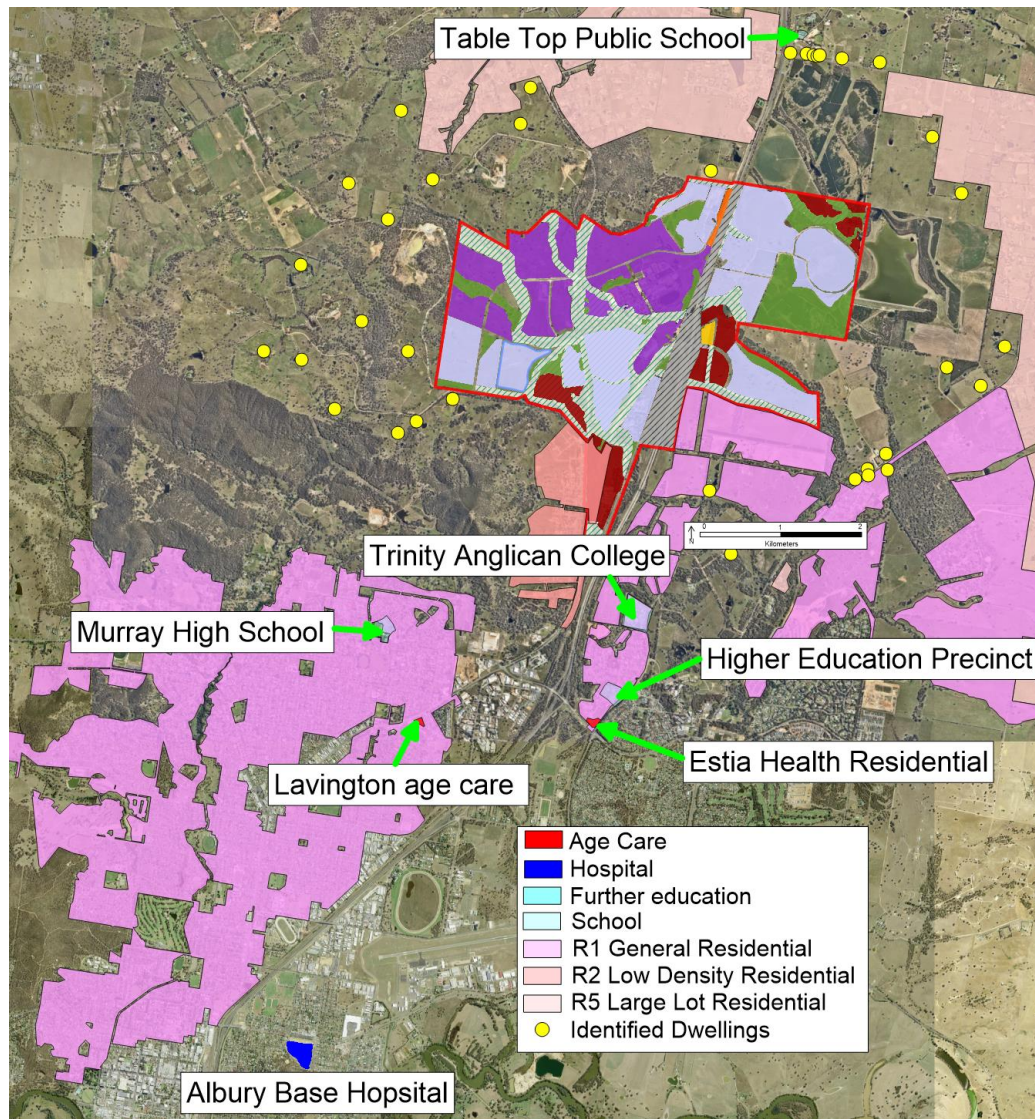 Table Top Public School
0 1 2
N
Kilometers
Trinity Anglican College
Murray High School
Higher Education Precinct
Estia Health Residential
Lavington age care
Age Care
Hospital
Further education
School
R1 General Residential
R2 Low Density Residential
R5 Large Lot Residential
Identified Dwellings
Albury Base Hopsital